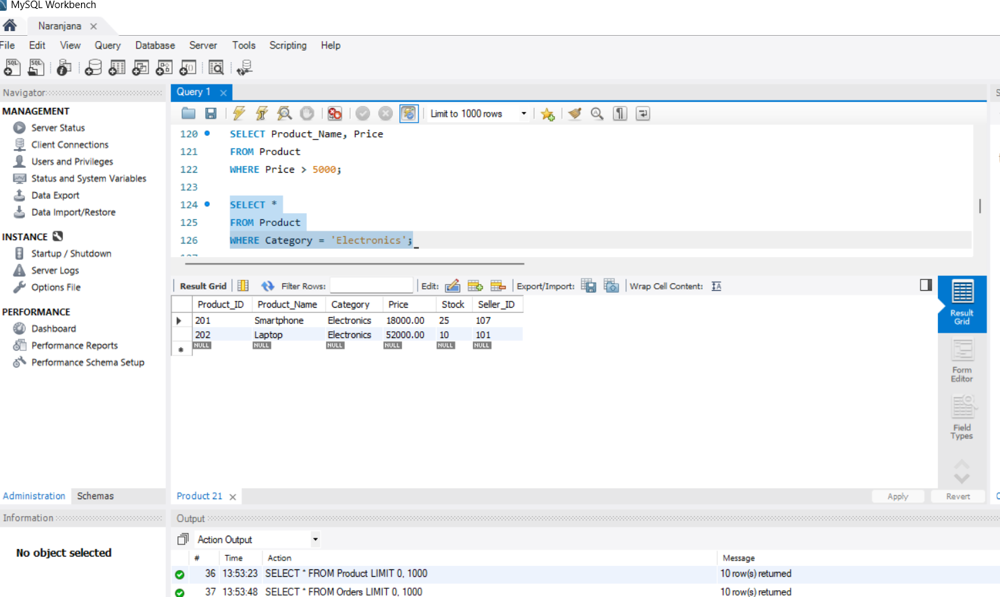 MySQL Workbench
Naranjana
File Edit View Query Database Server Tools Scripting Help
Navigator
MANAGEMENT
Server Status
Client Connections
Users and Privileges
Status and System Variables
Data Export
Data Import/Restore
INSTANCE
Startup / Shutdown
Server Logs
Options File
PERFORMANCE
Dashboard
Performance Reports
Performance Schema Setup
Administration Schemas
Information
No object selected
Query 1
Limit to 1000 rows
120 SELECT Product_Name, Price
121 FROM Product
122 WHERE Price > 5000;
123
124 SELECT *
125 FROM Product
126 WHERE Category = 'Electronics';
127
Result Grid Filter Rows: Edit: Export/Import: Wrap Cell Content:
Product_ID Product_Name Category Price Stock Seller_ID
201 Smartphone Electronics 18000.00 25 107
202 Laptop Electronics 52000.00 10 101
NULL NULL NULL NULL NULL NULL
Result
Grid
Form
Editor
Field
Types
Product 21
Apply Revert
Output
Action Output
# Time Action Message
36 13:53:23 SELECT * FROM Product LIMIT 0, 1000 10 row(s) returned
37 13:53:48 SELECT * FROM Orders LIMIT 0, 1000 10 row(s) returned